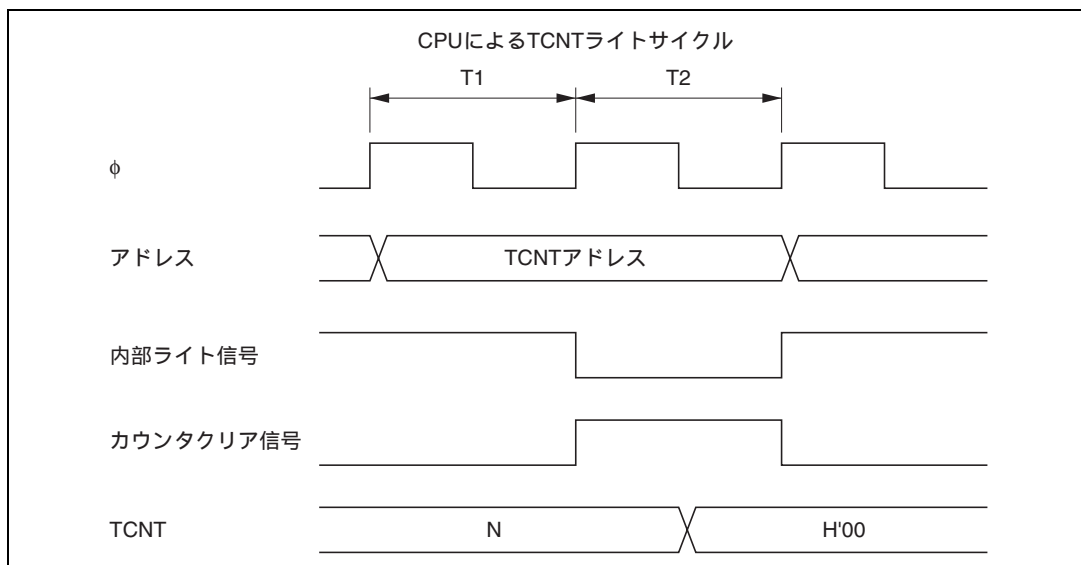 CPUによるTCNTライトサイクル
T1 T2
φ
アドレス TCNTアドレス
内部ライト信号
カウンタクリア信号
TCNT N H'00